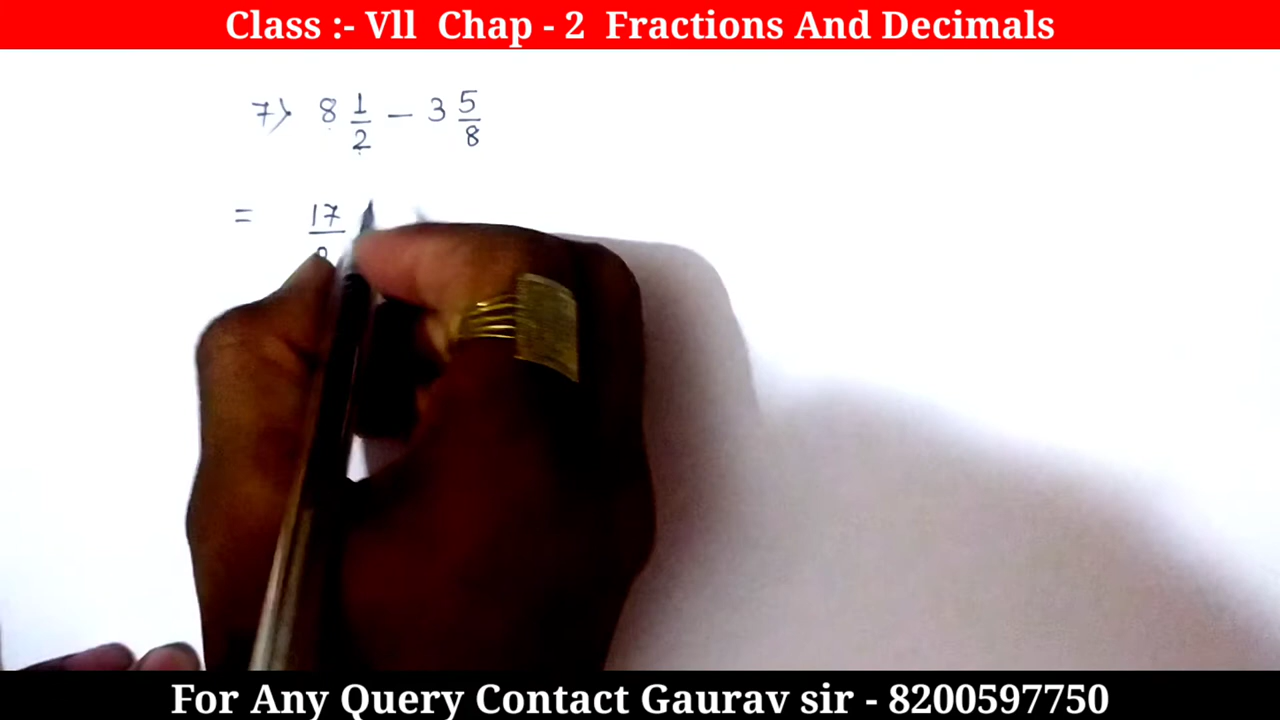 Class :- Vll Chap - 2 Fractions And Decimals
7) 8 1/2 - 3 5/8
= 17/
For Any Query Contact Gaurav sir - 8200597750